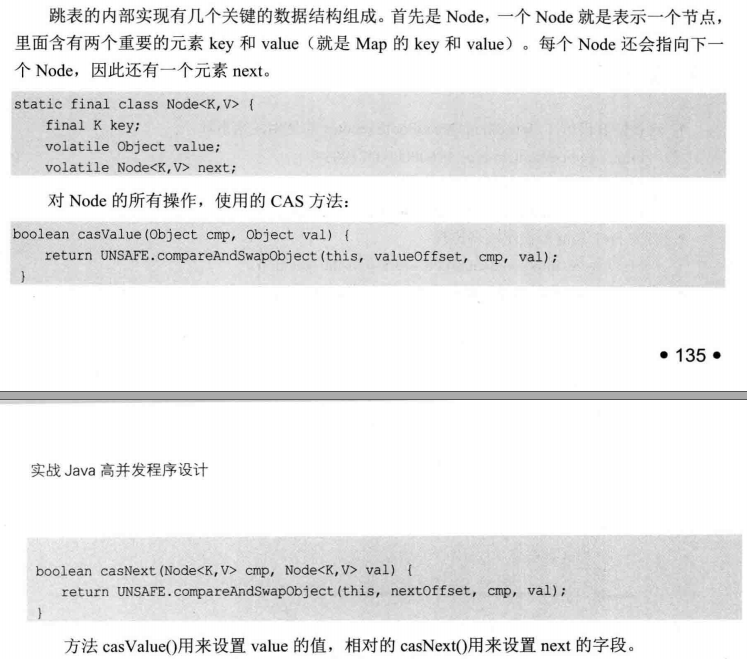 跳表的内部实现有几个关键的数据结构组成。首先是 Node，一个 Node 就是表示一个节点，
里面含有两个重要的元素 key 和 value（就是 Map 的 key 和 value）。每个 Node 还会指向下一
个 Node，因此还有一个元素 next。
static final class Node<K,V> {
final K key;
volatile Object value;
volatile Node<K,V> next;
对 Node 的所有操作，使用的 CAS 方法：
boolean casValue(Object cmp, Object val) {
return UNSAFE.compareAndSwapObject(this, valueOffset, cmp, val);
}
• 135 •
实战 Java 高并发程序设计
boolean casNext(Node<K,V> cmp, Node<K,V> val) {
return UNSAFE.compareAndSwapObject(this, nextOffset, cmp, val);
}
方法 casValue()用来设置 value 的值，相对的 casNext()用来设置 next 的字段。